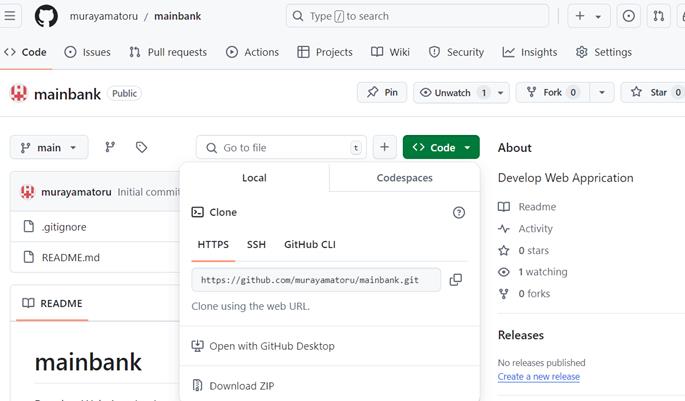 murayamatoru / mainbank
Type / to search
Code Issues Pull requests Actions Projects Wiki Security Insights Settings
mainbank Public
Pin Unwatch 1 Fork 0 Star 0
main Go to file t Code
About
Develop Web Apprication
Local Codespaces
murayamatoru Initial commit
Clone
Readme
.gitignore
HTTPS SSH GitHub CLI
Activity
README.md
0 stars
https://github.com/murayamatoru/mainbank.git
1 watching
README
Clone using the web URL.
0 forks
Releases
Open with GitHub Desktop
mainbank
No releases published
Create a new release
Download ZIP